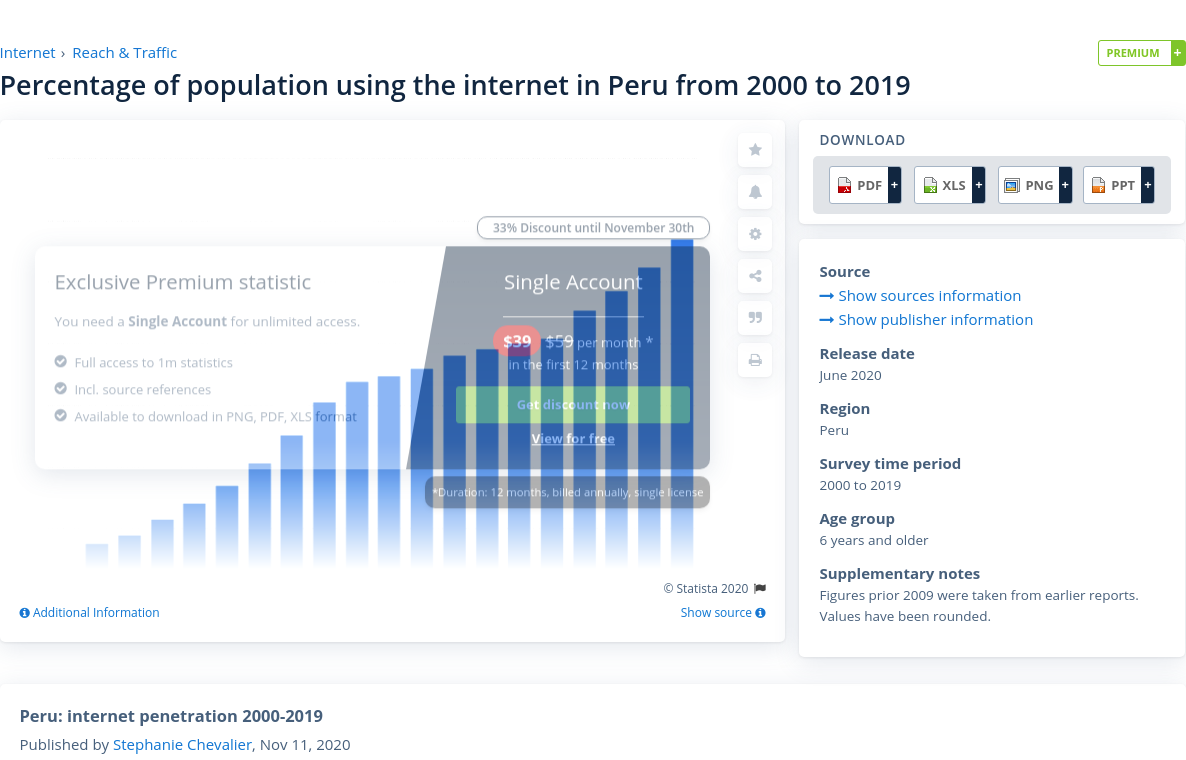 Internet › Reach & Traffic
PREMIUM +
Percentage of population using the internet in Peru from 2000 to 2019
DOWNLOAD
PDF + XLS + PNG + PPT +
33% Discount until November 30th
Exclusive Premium statistic
You need a Single Account for unlimited access.
Full access to 1m statistics
Incl. source references
Available to download in PNG, PDF, XLS format
Single Account
$39 $59 per month *
in the first 12 months
Get discount now
View for free
*Duration: 12 months, billed annually, single license
© Statista 2020
Additional Information
Show source
Source
Show sources information
Show publisher information
Release date
June 2020
Region
Peru
Survey time period
2000 to 2019
Age group
6 years and older
Supplementary notes
Figures prior 2009 were taken from earlier reports.
Values have been rounded.
Peru: internet penetration 2000-2019
Published by Stephanie Chevalier, Nov 11, 2020